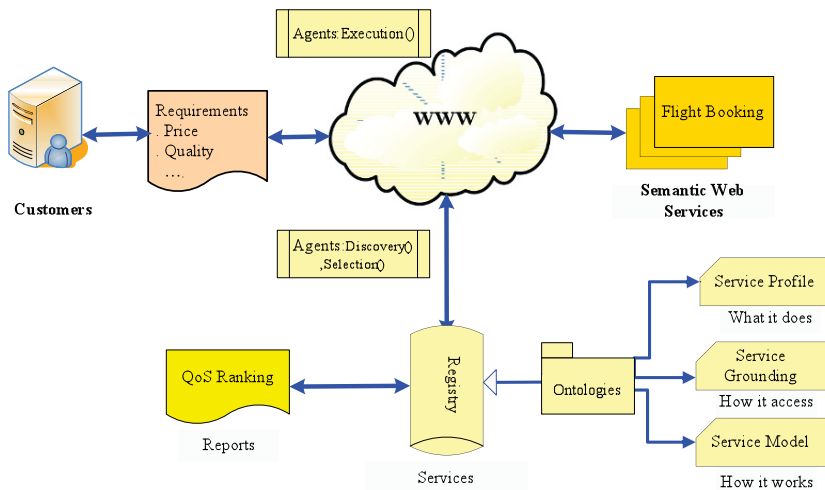 Agents:Execution()
Requirements
. Price
. Quality
....
Customers
WWW
Flight Booking
Semantic Web
Services
Agents:Discovery()
,Selection()
Service Profile
What it does
QoS Ranking
Reports
Registry
Services
Ontologies
Service
Grounding
How it access
Service Model
How it works